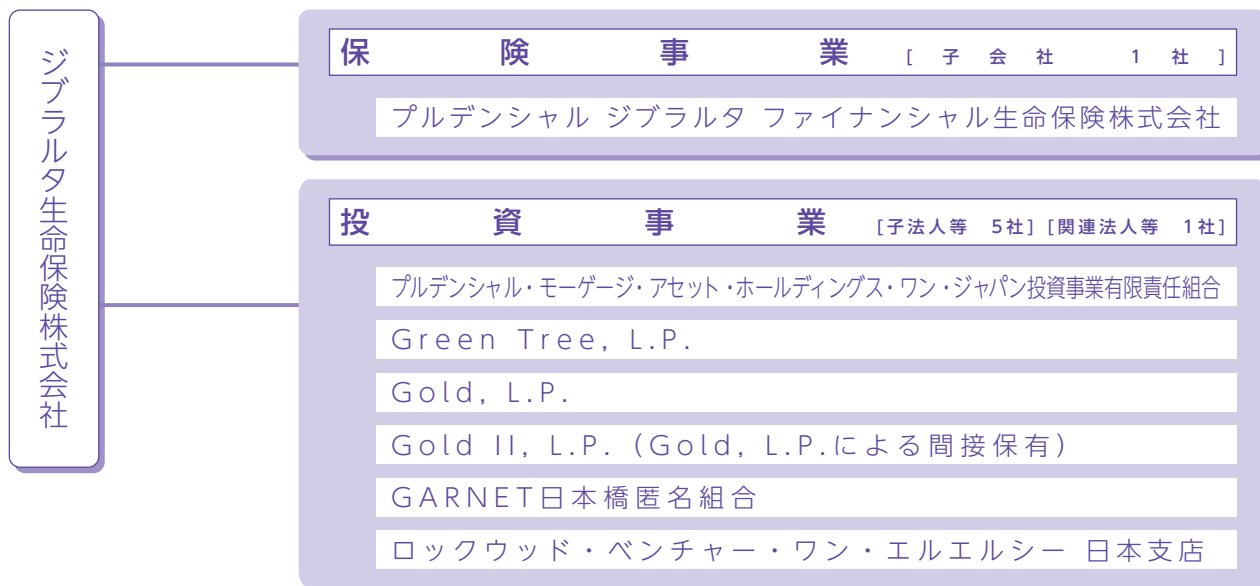 ジブラルタ生命保険株式会社
保険事業 [子会社 1社]
プルデンシャル ジブラルタ ファイナンシャル生命保険株式会社
投資事業 [子法人等 5社] [関連法人等 1社]
プルデンシャル・モーゲージ・アセット・ホールディングス・ワン・ジャパン投資事業有限責任組合
Green Tree, L.P.
Gold, L.P.
Gold II, L.P. (Gold, L.P.による間接保有)
GARNET日本橋匿名組合
ロックウッド・ベンチャー・ワン・エルエルシー 日本支店